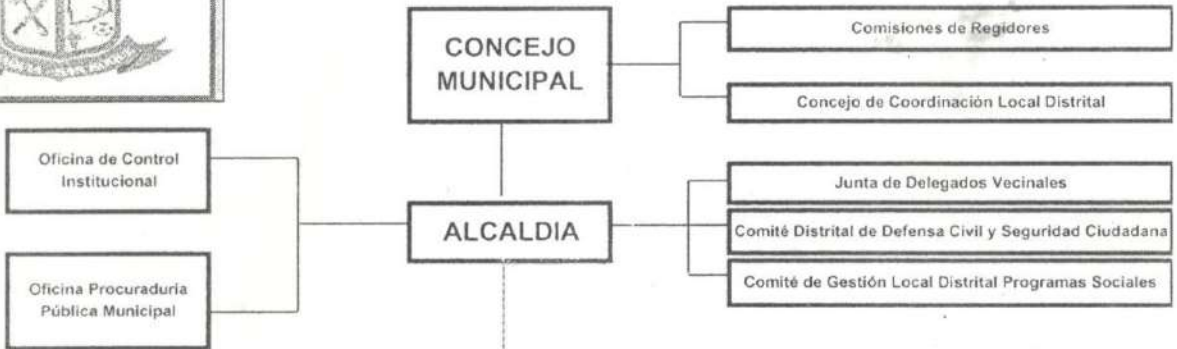 CONCEJO
MUNICIPAL
Comisiones de Regidores
Concejo de Coordinación Local Distrital
Oficina de Control
Institucional
ALCALDIA
Junta de Delegados Vecinales
Comité Distrital de Defensa Civil y Seguridad Ciudadana
Comité de Gestión Local Distrital Programas Sociales
Oficina Procuraduria
Pública Municipal